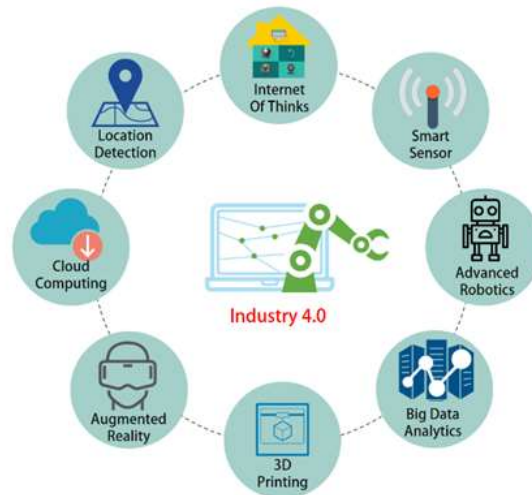 Internet
Of Thinks
Smart
Sensor
Advanced
Robotics
Big Data
Analytics
3D
Printing
Augmented
Reality
Cloud
Computing
Location
Detection
Industry 4.0